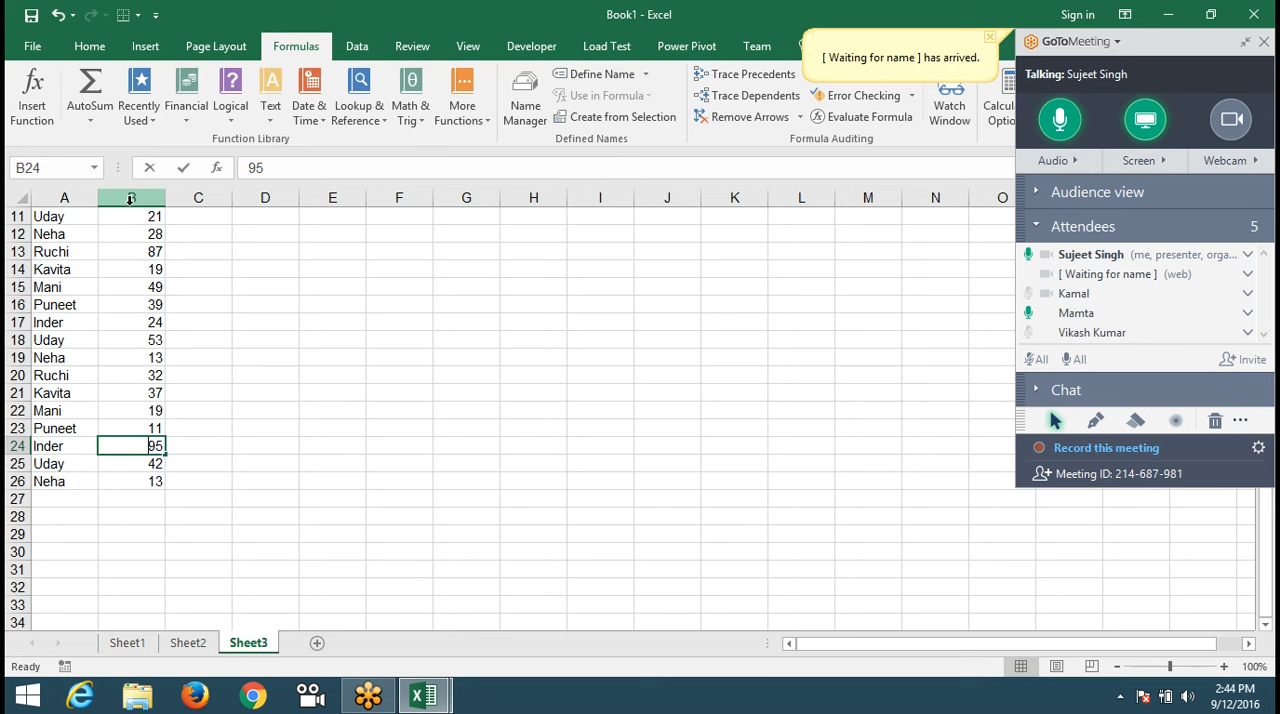 Book1 - Excel
Sign in
File Home Insert Page Layout Formulas Data Review View Developer Load Test Power Pivot Team
[ Waiting for name ] has arrived.
GoToMeeting
Talking: Sujeet Singh
Insert Function
AutoSum
Recently Used
Financial
Logical
Text
Date & Time
Lookup & Reference
Math & Trig
More Functions
Function Library
Name Manager
Define Name
Use in Formula
Create from Selection
Defined Names
Trace Precedents
Trace Dependents
Remove Arrows
Error Checking
Evaluate Formula
Formula Auditing
Watch Window
B24
fx
95
A B C D E F G H I J K L M N O
11 Uday 21
12 Neha 28
13 Ruchi 87
14 Kavita 19
15 Mani 49
16 Puneet 39
17 Inder 24
18 Uday 53
19 Neha 13
20 Ruchi 32
21 Kavita 37
22 Mani 19
23 Puneet 11
24 Inder 95
25 Uday 42
26 Neha 13
27
28
29
30
31
32
33
34
Audio Screen Webcam
Audience view
Attendees 5
Sujeet Singh (me, presenter, orga...
[ Waiting for name ] (web)
Kamal
Mamta
Vikash Kumar
All All Invite
Chat
Record this meeting
Meeting ID: 214-687-981
Sheet1 Sheet2 Sheet3
Ready
100%
2:44 PM
9/12/2016